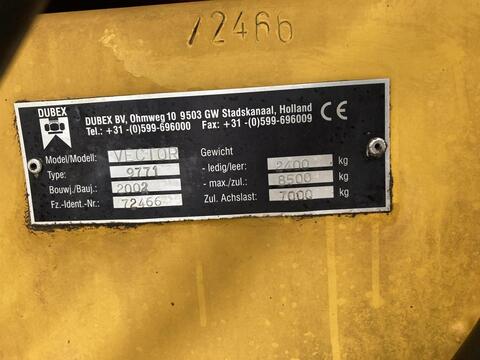 72466
DUBEX
DUBEX BV, Ohmweg 10 9503 GW Stadskanaal, Holland
Tel.: +31 -(0)599-696000 Fax: +31 -(0)599-696009
CE
Model/Modell: VECTOR
Type: 9771
Bouwj./Bauj.: 2002
Fz.-Ident.-Nr.: 72466
Gewicht
- ledig/leer: 2400 kg
- max./zul.: 8500 kg
Zul. Achslast: 7000 kg